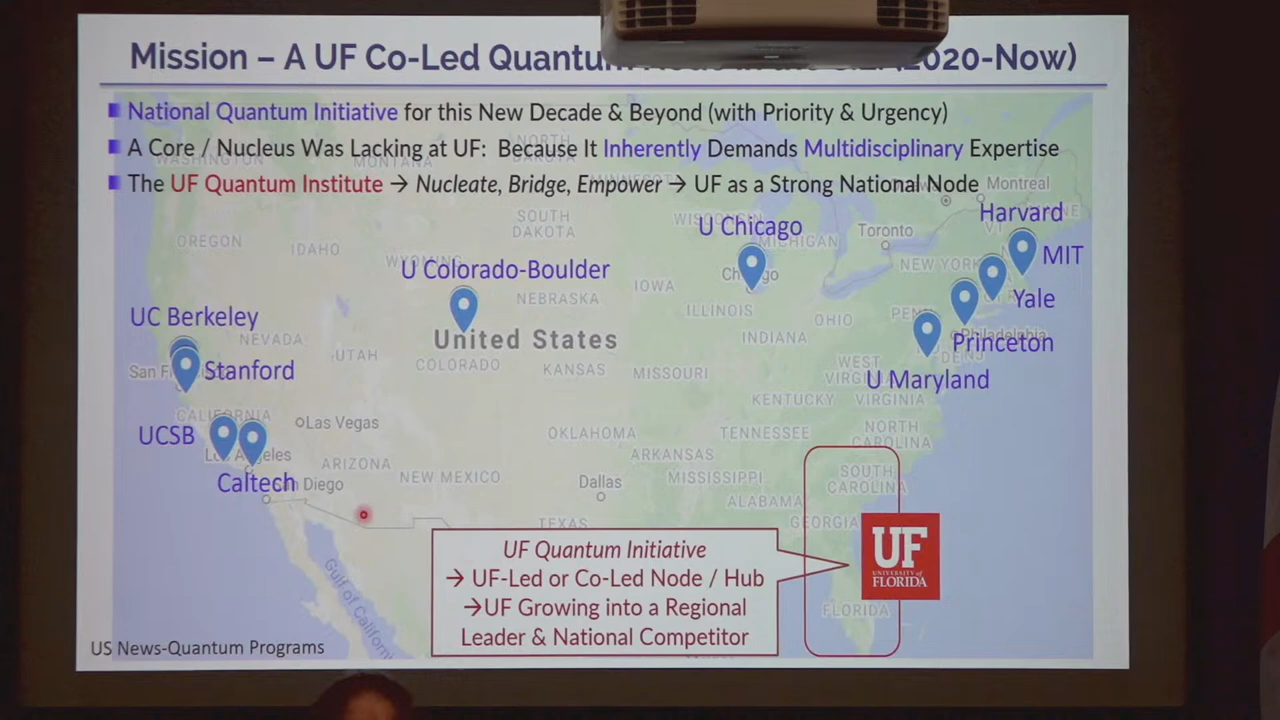 Mission – A UF Co-Led Quantum (2020-Now)
National Quantum Initiative for this New Decade & Beyond (with Priority & Urgency)
A Core / Nucleus Was Lacking at UF: Because It Inherently Demands Multidisciplinary Expertise
The UF Quantum Institute → Nucleate, Bridge, Empower → UF as a Strong National Node
WASHINGTON
MONTANA
Ottawa
Montreal
Harvard
SOUTH DAKOTA
WISCONSIN
U Chicago
MICHIGAN
Toronto
OREGON
IDAHO
WYOMING
U Colorado-Boulder
Chicago
NEW YORK
MIT
NEBRASKA
IOWA
Yale
ILLINOIS
OHIO
PENN
UC Berkeley
NEVADA
United States
INDIANA
Philadelphia
Princeton
UTAH
COLORADO
KANSAS
MISSOURI
WEST VIRGINIA
DE
NJ
San F
Stanford
U Maryland
KENTUCKY
VIRGINIA
CALIFORNIA
Las Vegas
UCSB
Los Angeles
OKLAHOMA
TENNESSEE
NORTH CAROLINA
ARIZONA
NEW MEXICO
ARKANSAS
Caltech
San Diego
Dallas
MISSISSIPPI
SOUTH CAROLINA
ALABAMA
TEXAS
GEORGIA
UF Quantum Initiative
→ UF-Led or Co-Led Node / Hub
→UF Growing into a Regional
Leader & National Competitor
UF
UNIVERSITY of
FLORIDA
FLORIDA
Gulf of California
US News-Quantum Programs